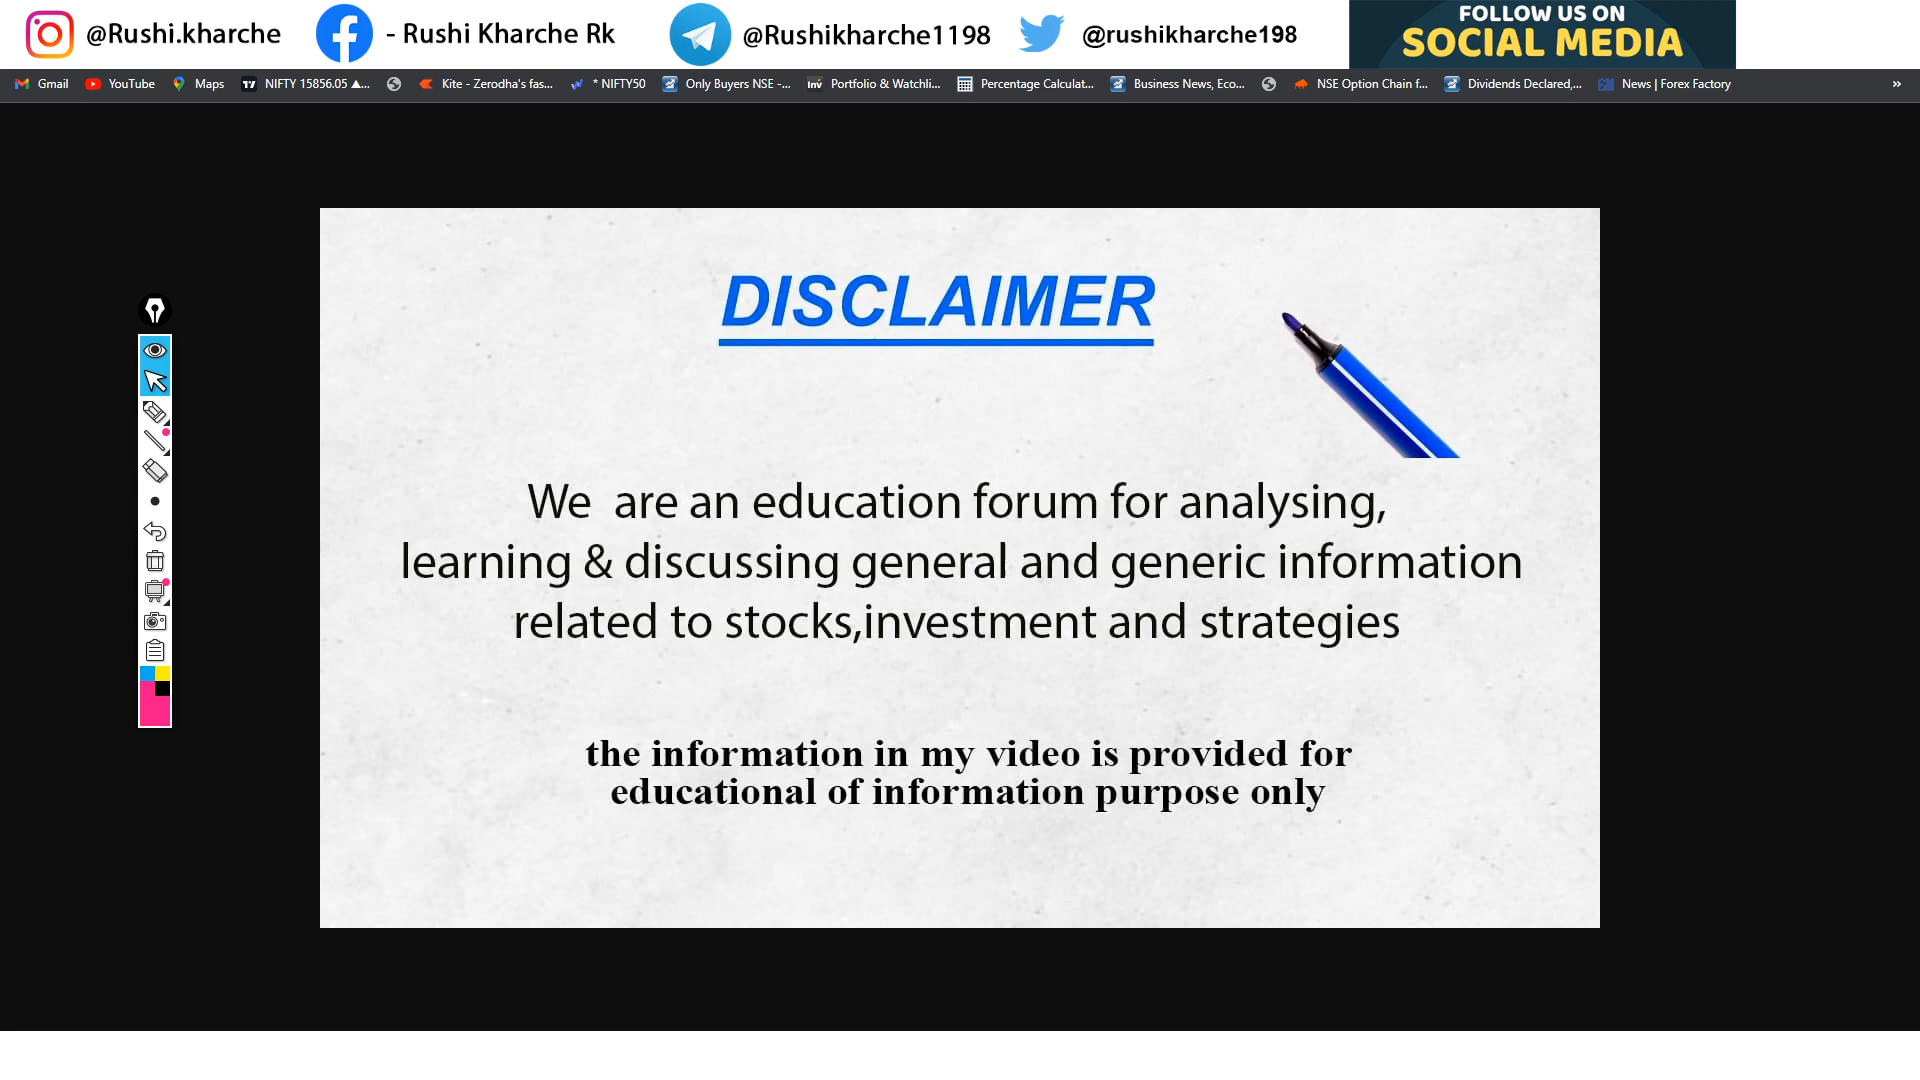 @Rushi.kharche
- Rushi Kharche Rk
@Rushikharche1198
@rushikharche198
FOLLOW US ON
SOCIAL MEDIA
Gmail YouTube Maps NIFTY 15856.05 ▲... Kite - Zerodha's fas... * NIFTY50 Only Buyers NSE -... Inv Portfolio & Watchli... Percentage Calculat... Business News, Eco... NSE Option Chain f... Dividends Declared,... News | Forex Factory »
DISCLAIMER
We are an education forum for analysing,
learning & discussing general and generic information
related to stocks,investment and strategies
the information in my video is provided for
educational of information purpose only